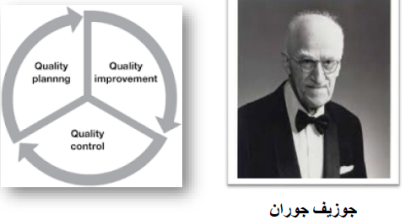 Quality
plannng
Quality
improvement
Quality
control
جوزيف جوران